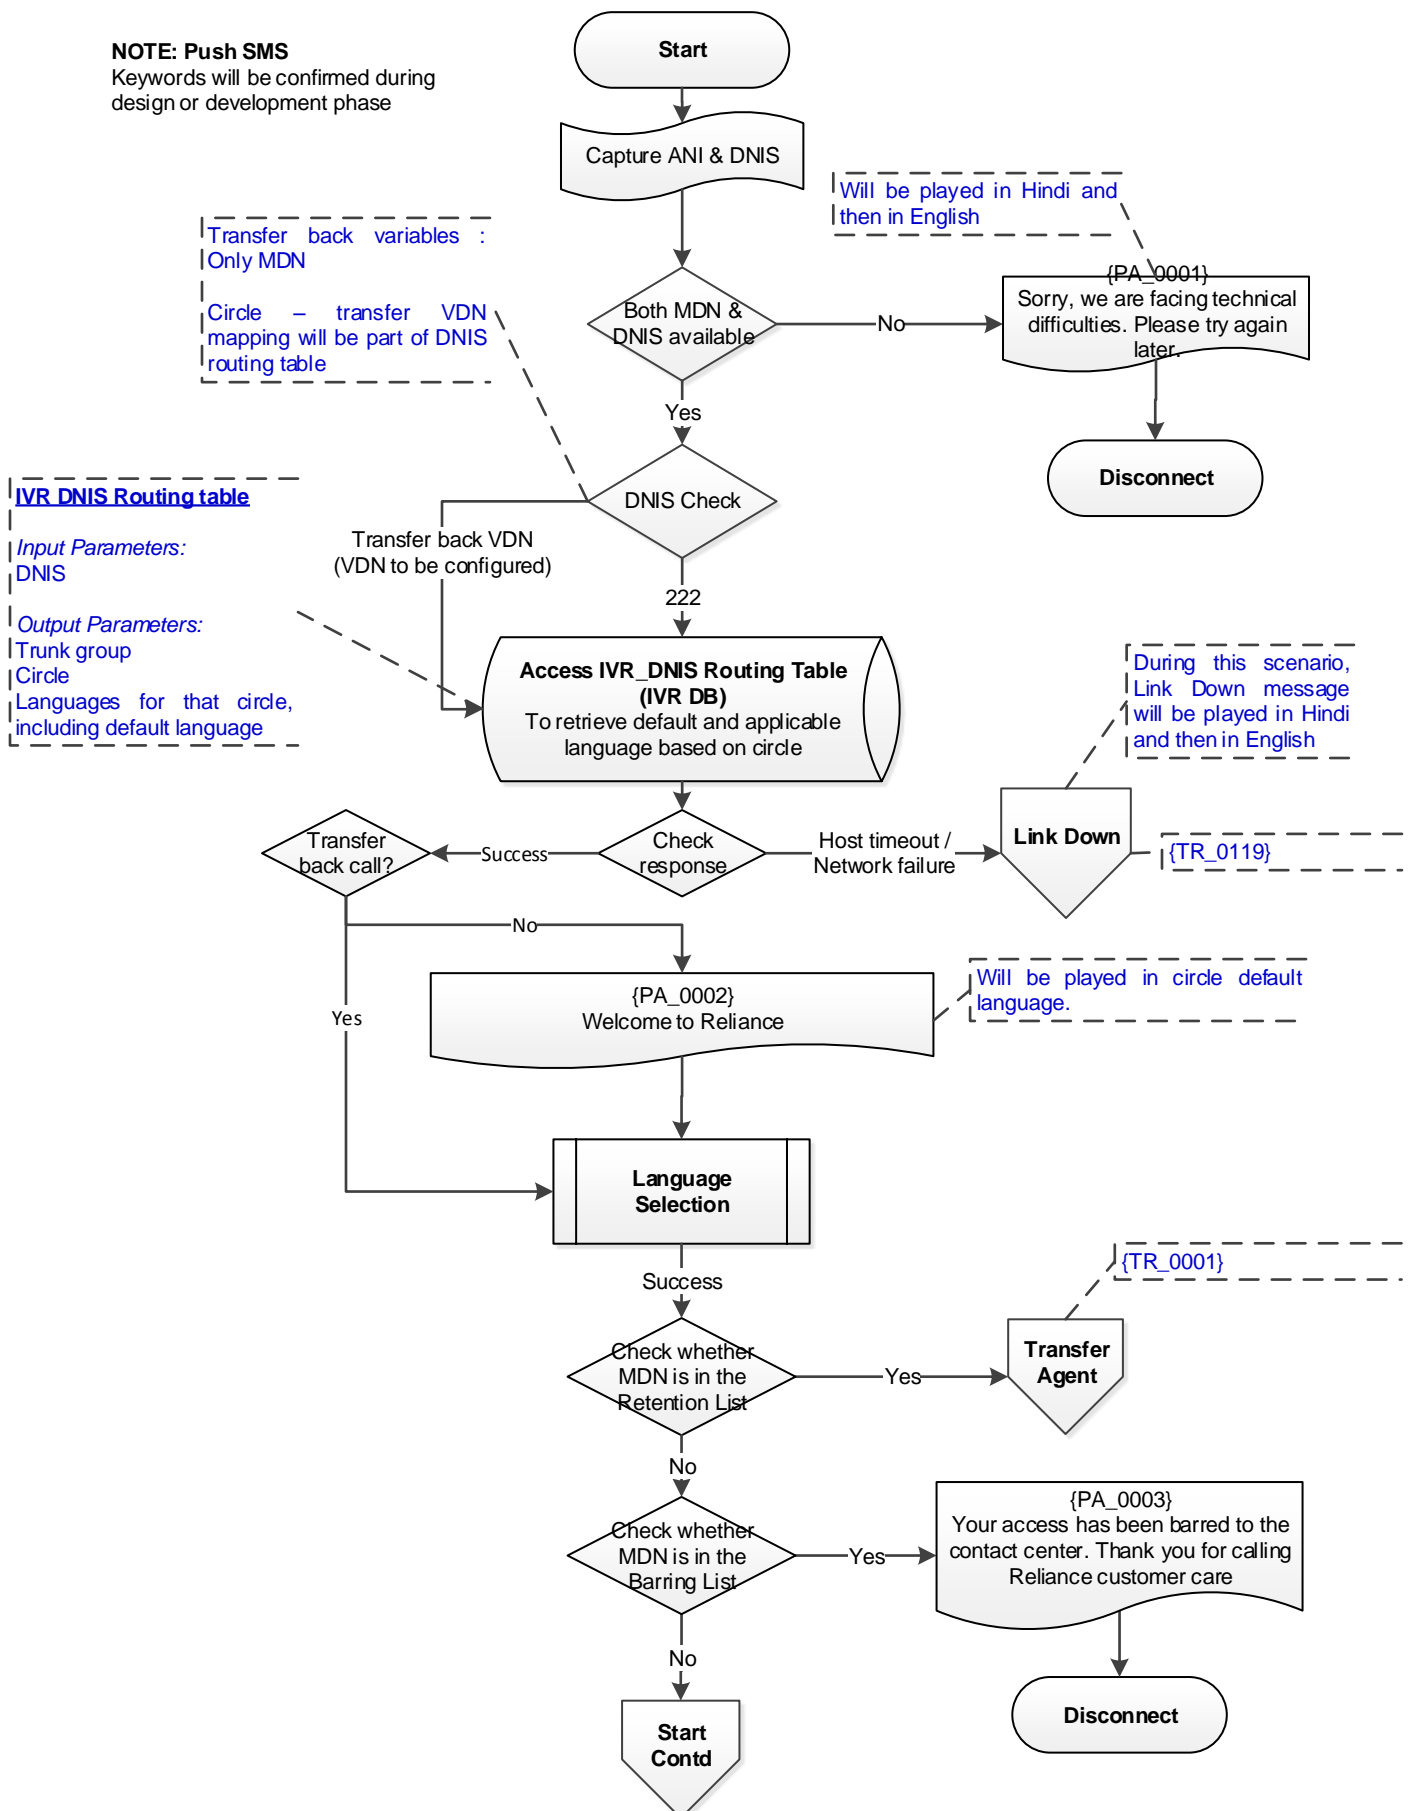 NOTE: Push SMS
Keywords will be confirmed during
design or development phase
Start
Capture ANI & DNIS
Will be played in Hindi and
then in English
Transfer back variables :
Only MDN
Circle – transfer VDN
mapping will be part of DNIS
routing table
Both MDN &
DNIS available
No
{PA_0001}
Sorry, we are facing technical
difficulties. Please try again
later.
Yes
Disconnect
DNIS Check
IVR DNIS Routing table
Input Parameters:
DNIS
Output Parameters:
Trunk group
Circle
Languages for that circle,
including default language
Transfer back VDN
(VDN to be configured)
222
Access IVR_DNIS Routing Table
(IVR DB)
To retrieve default and applicable
language based on circle
During this scenario,
Link Down message
will be played in Hindi
and then in English
Transfer
back call?
Success
Check
response
Host timeout /
Network failure
Link Down
{TR_0119}
No
Yes
{PA_0002}
Welcome to Reliance
Will be played in circle default
language.
Language
Selection
Success
{TR_0001}
Check whether
MDN is in the
Retention List
Yes
Transfer
Agent
No
Check whether
MDN is in the
Barring List
Yes
{PA_0003}
Your access has been barred to the
contact center. Thank you for calling
Reliance customer care
No
Disconnect
Start
Contd